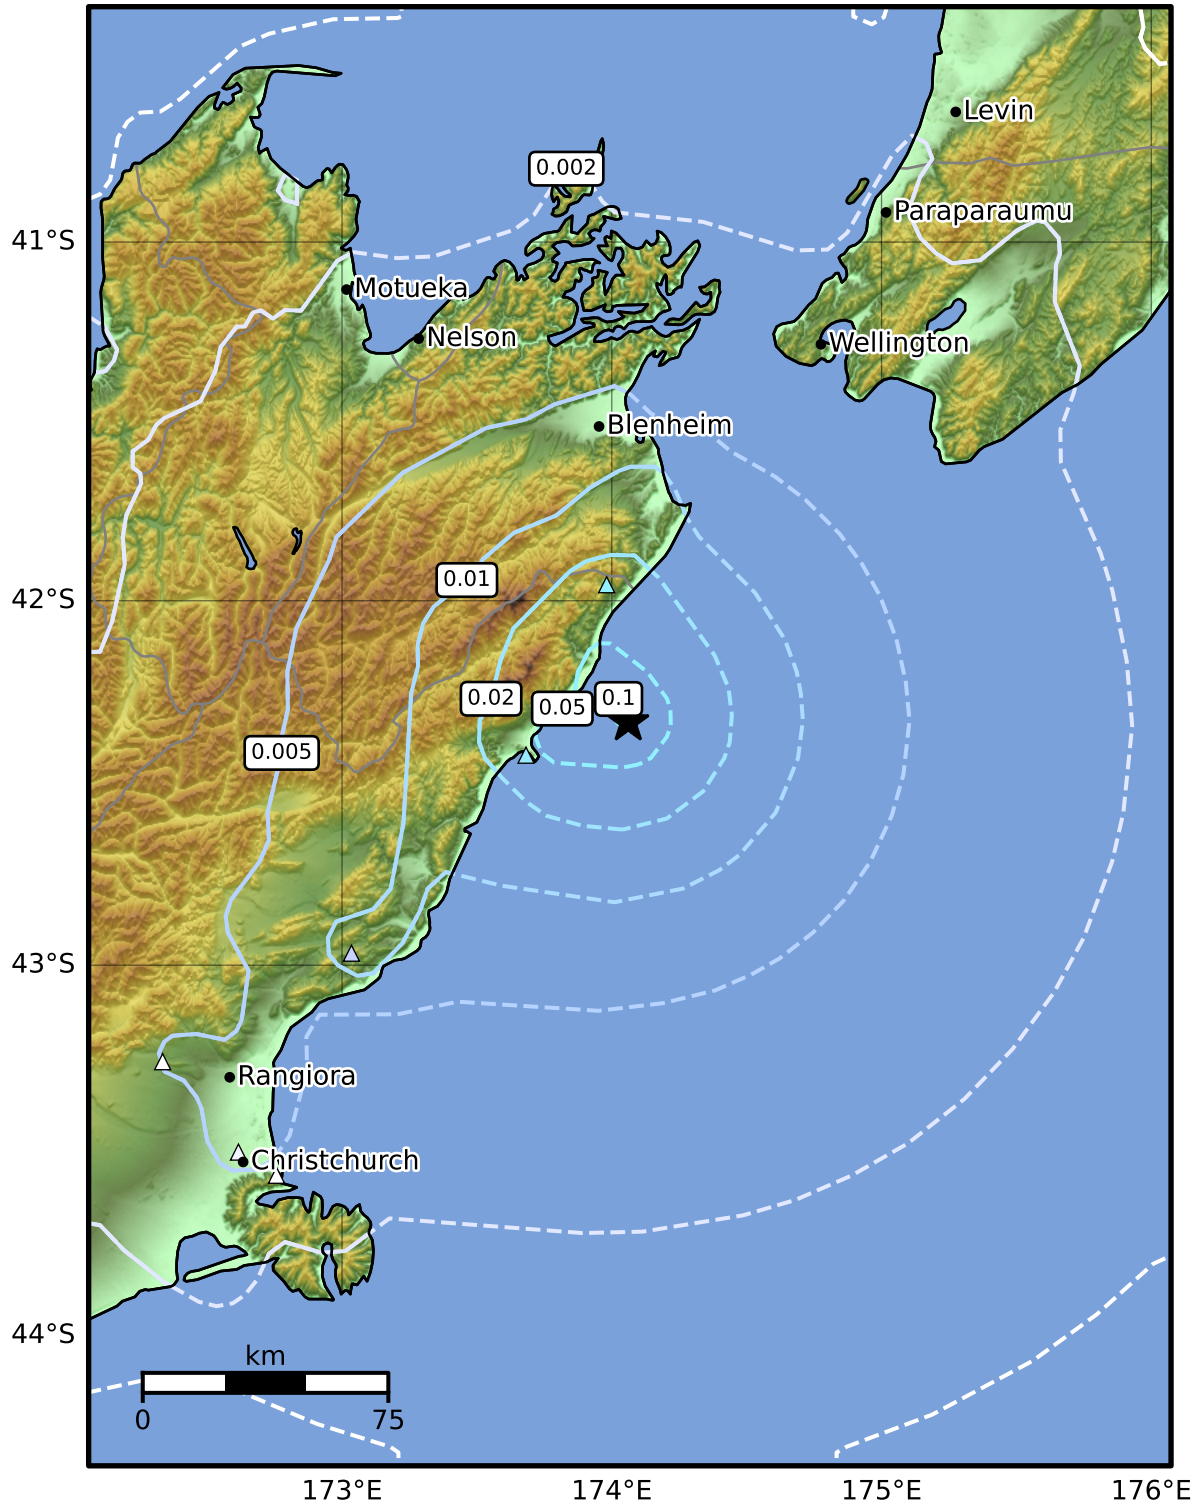 Levin
0.002
Paraparaumu
41°S
Motueka
Nelson
Wellington
Blenheim
0.01
42°S
0.02
0.05
0.1
0.005
43°S
Rangiora
Christchurch
44°S
km
0
75
173°E
174°E
175°E
176°E